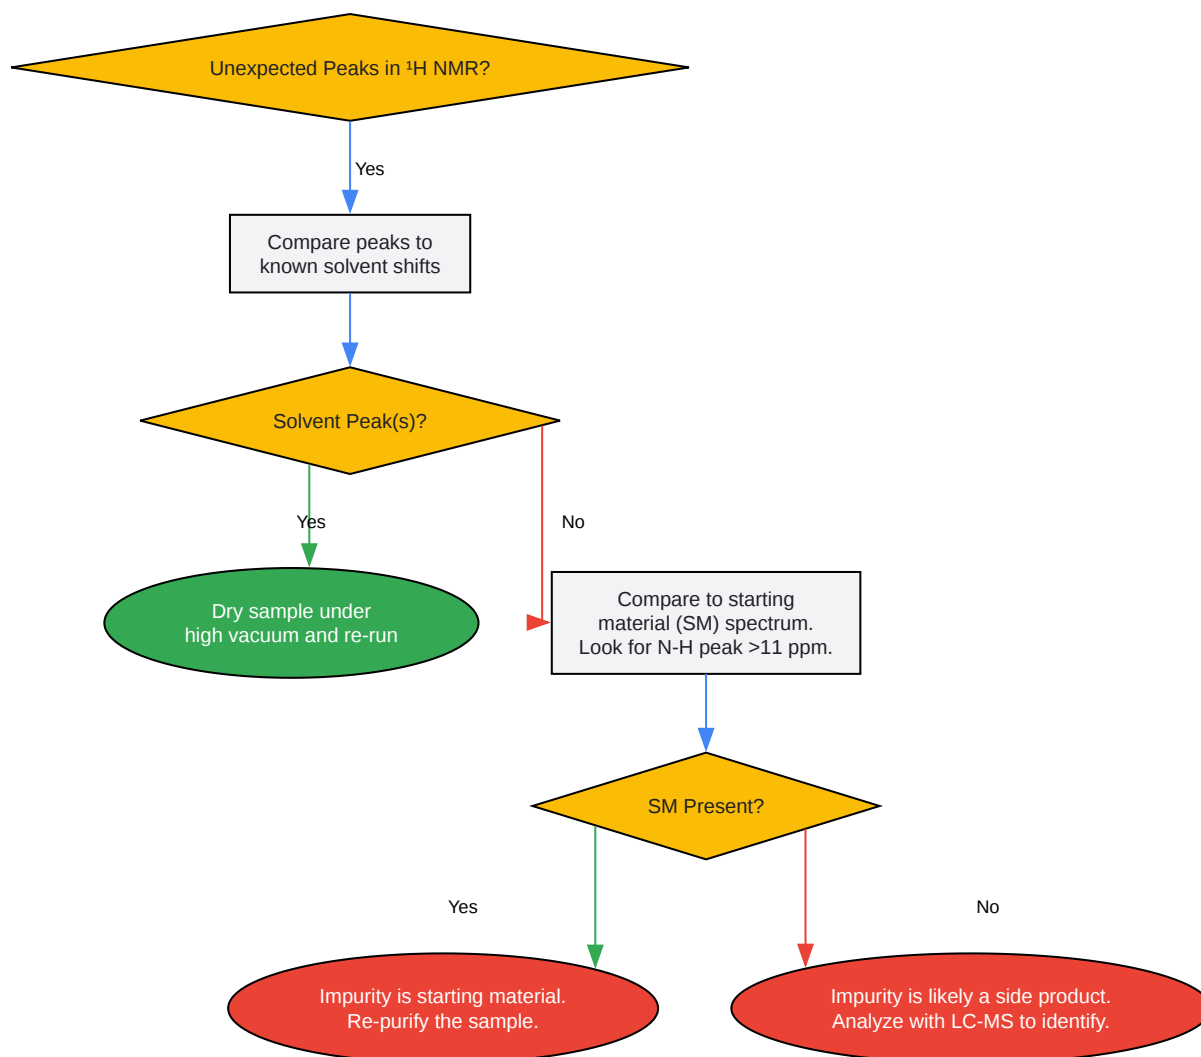 Unexpected Peaks in ¹H NMR?
Yes
Compare peaks to
known solvent shifts
Solvent Peak(s)?
Yes
No
Dry sample under
high vacuum and re-run
Compare to starting
material (SM) spectrum.
Look for N-H peak >11 ppm.
SM Present?
Yes
No
Impurity is starting material.
Re-purify the sample.
Impurity is likely a side product.
Analyze with LC-MS to identify.